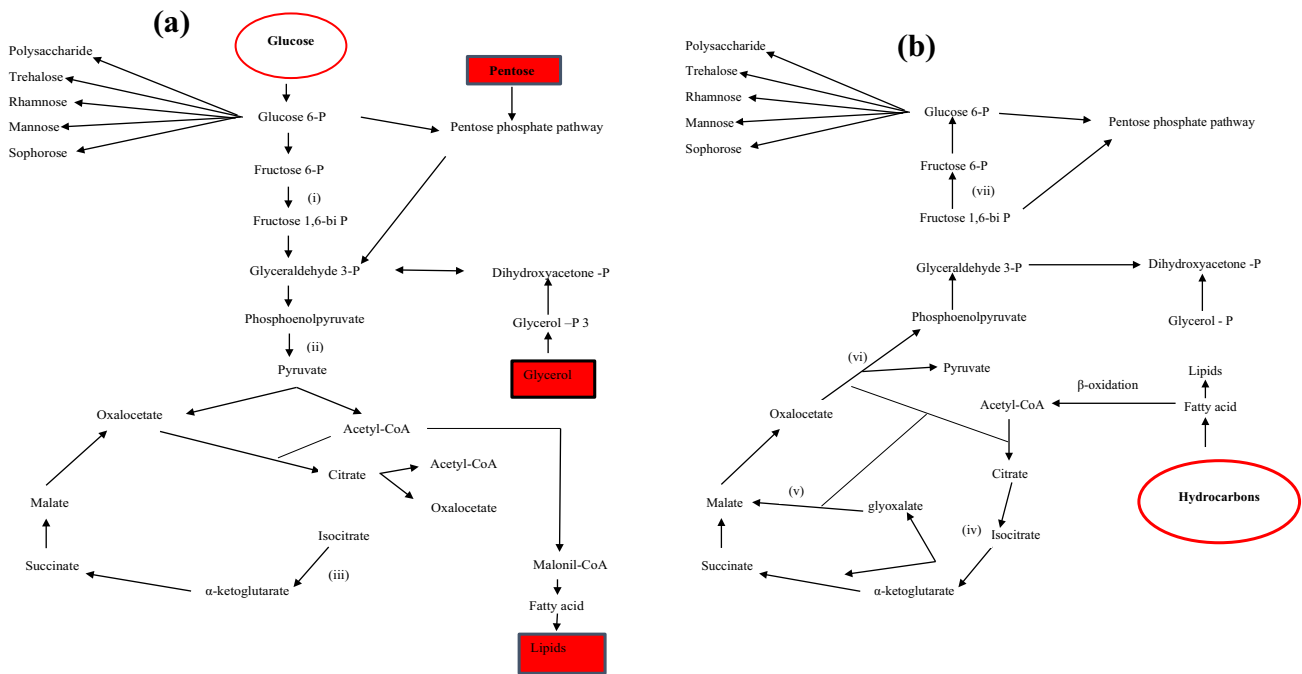 (a)
Glucose
Polysaccharide
Trehalose
Rhamnose
Mannose
Sophorose
Pentose
Glucose 6-P
Pentose phosphate pathway
Fructose 6-P
(i)
Fructose 1,6-bi P
Glyceraldehyde 3-P
Dihydroxyacetone -P
Phosphoenolpyruvate
Glycerol –P 3
(ii)
Pyruvate
Glycerol
Oxalocetate
Acetyl-CoA
Citrate
Acetyl-CoA
Oxalocetate
Malate
Isocitrate
(iii)
Succinate
α-ketoglutarate
Malonil-CoA
Fatty acid
Lipids
(b)
Polysaccharide
Trehalose
Rhamnose
Mannose
Sophorose
Glucose 6-P
Pentose phosphate pathway
Fructose 6-P
(vii)
Fructose 1,6-bi P
Glyceraldehyde 3-P
Dihydroxyacetone -P
Phosphoenolpyruvate
Glycerol - P
(vi)
Pyruvate
Lipids
β-oxidation
Oxalocetate
Acetyl-CoA
Fatty acid
Citrate
Hydrocarbons
Malate
(v)
glyoxalate
(iv)
Isocitrate
Succinate
α-ketoglutarate